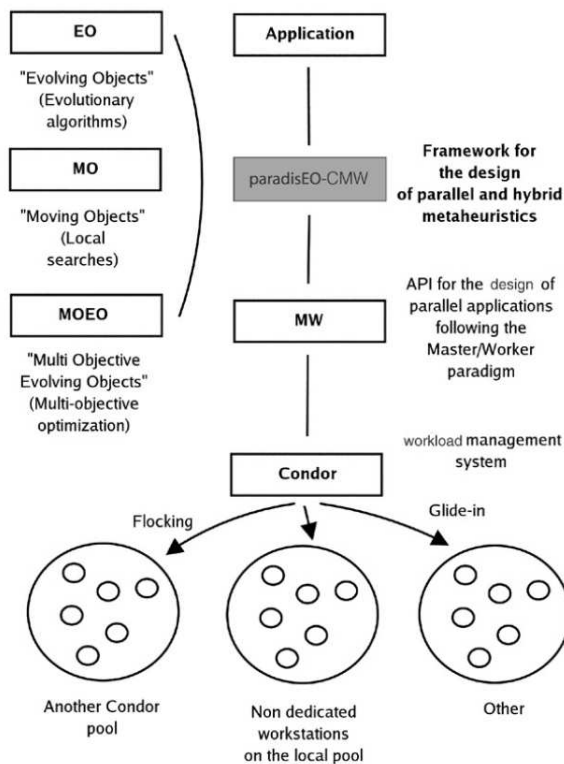 EO
"Evolving Objects"
(Evolutionary
algorithms)
MO
"Moving Objects"
(Local
searches)
MOEO
"Multi Objective
Evolving Objects"
(Multi-objective
optimization)
Application
paradisEO-CMW
Framework for
the design
of parallel and hybrid
metaheuristics
MW
API for the design of
parallel applications
following the
Master/Worker
paradigm
Condor
workload management
system
Flocking
Glide-in
Another Condor
pool
Non dedicated
workstations
on the local pool
Other